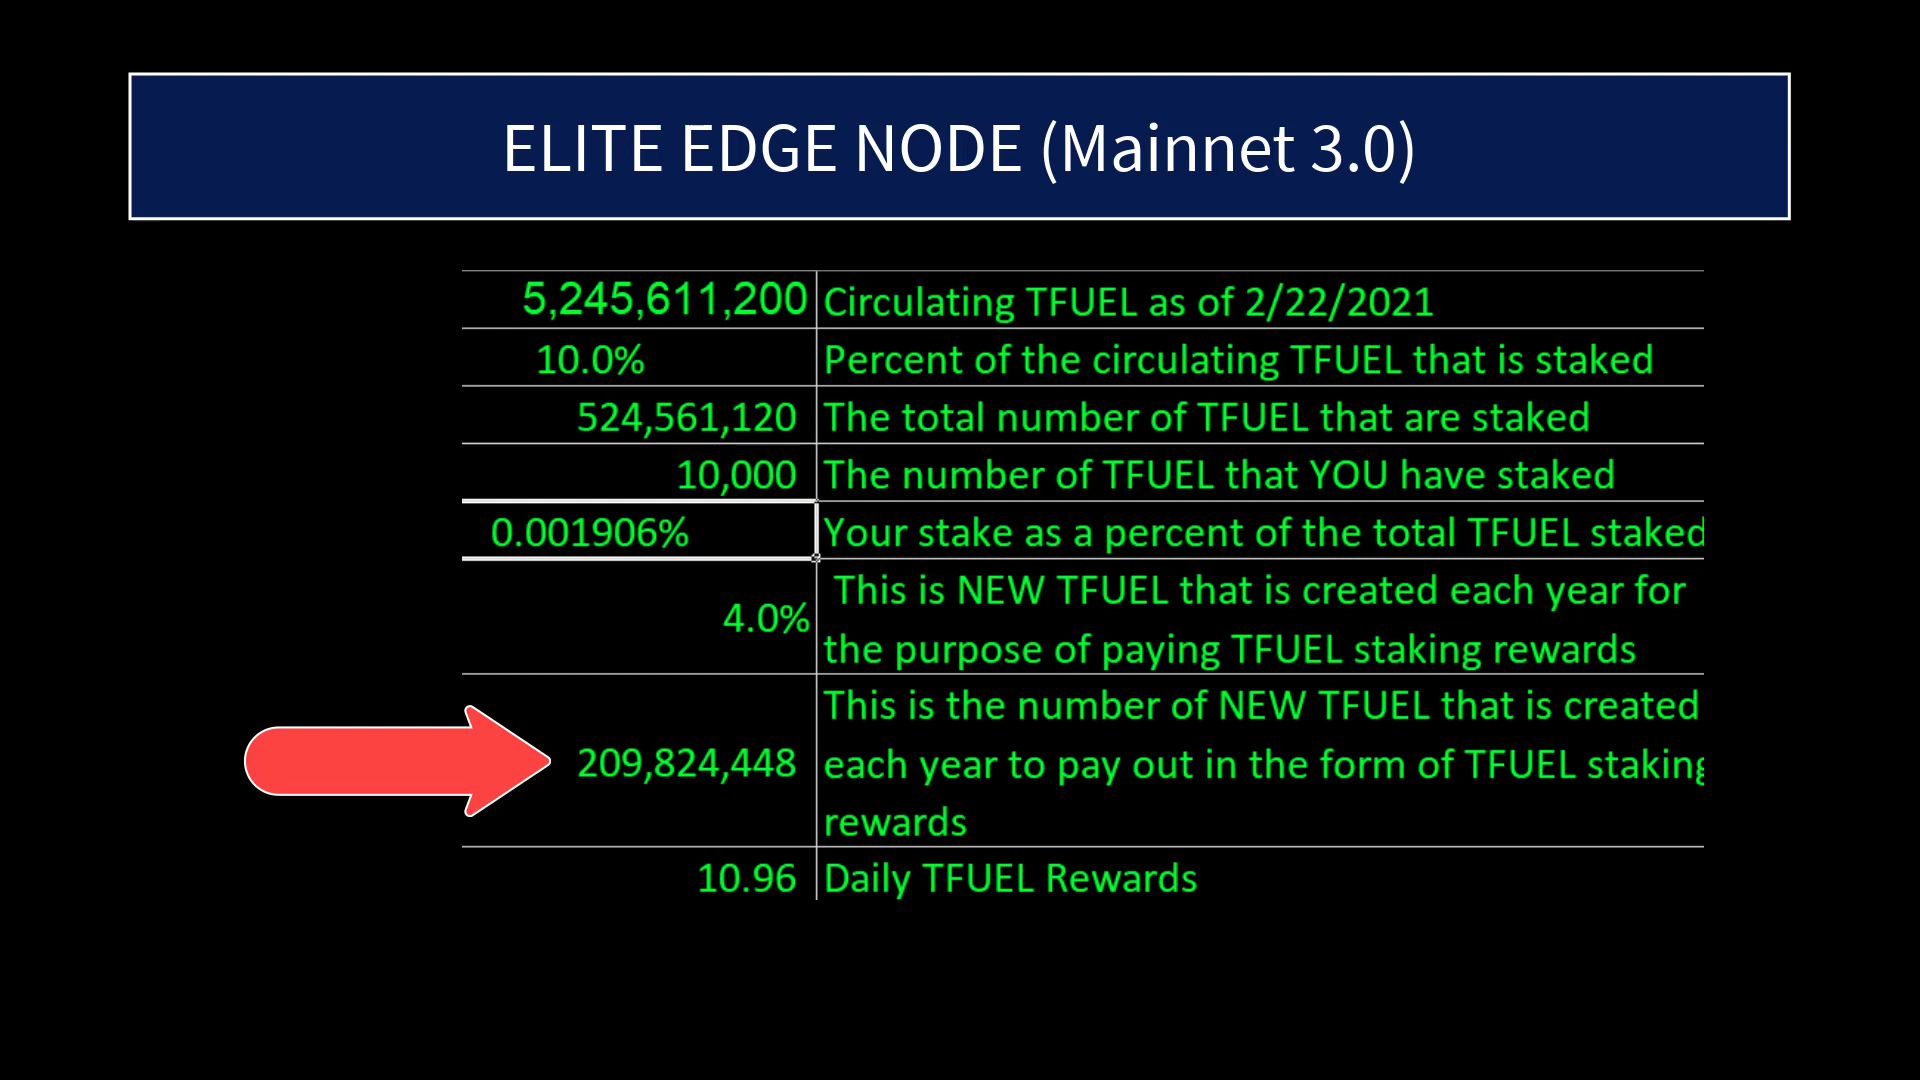 ELITE EDGE NODE (Mainnet 3.0)
5,245,611,200 Circulating TFUEL as of 2/22/2021
10.0% Percent of the circulating TFUEL that is staked
524,561,120 The total number of TFUEL that are staked
10,000 The number of TFUEL that YOU have staked
0.001906% Your stake as a percent of the total TFUEL staked
4.0% This is NEW TFUEL that is created each year for
the purpose of paying TFUEL staking rewards
This is the number of NEW TFUEL that is created
209,824,448 each year to pay out in the form of TFUEL staking
rewards
10.96 Daily TFUEL Rewards